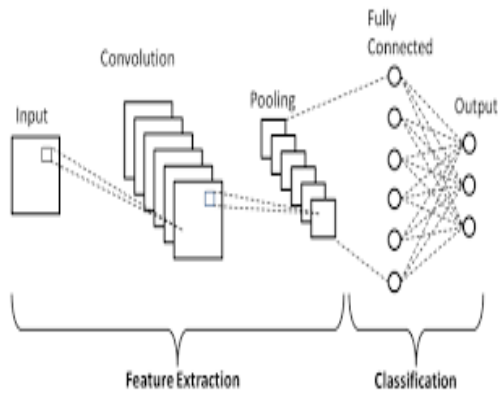 Fully
Connected
Convolution
Pooling
Output
Input
Feature Extraction
Classification